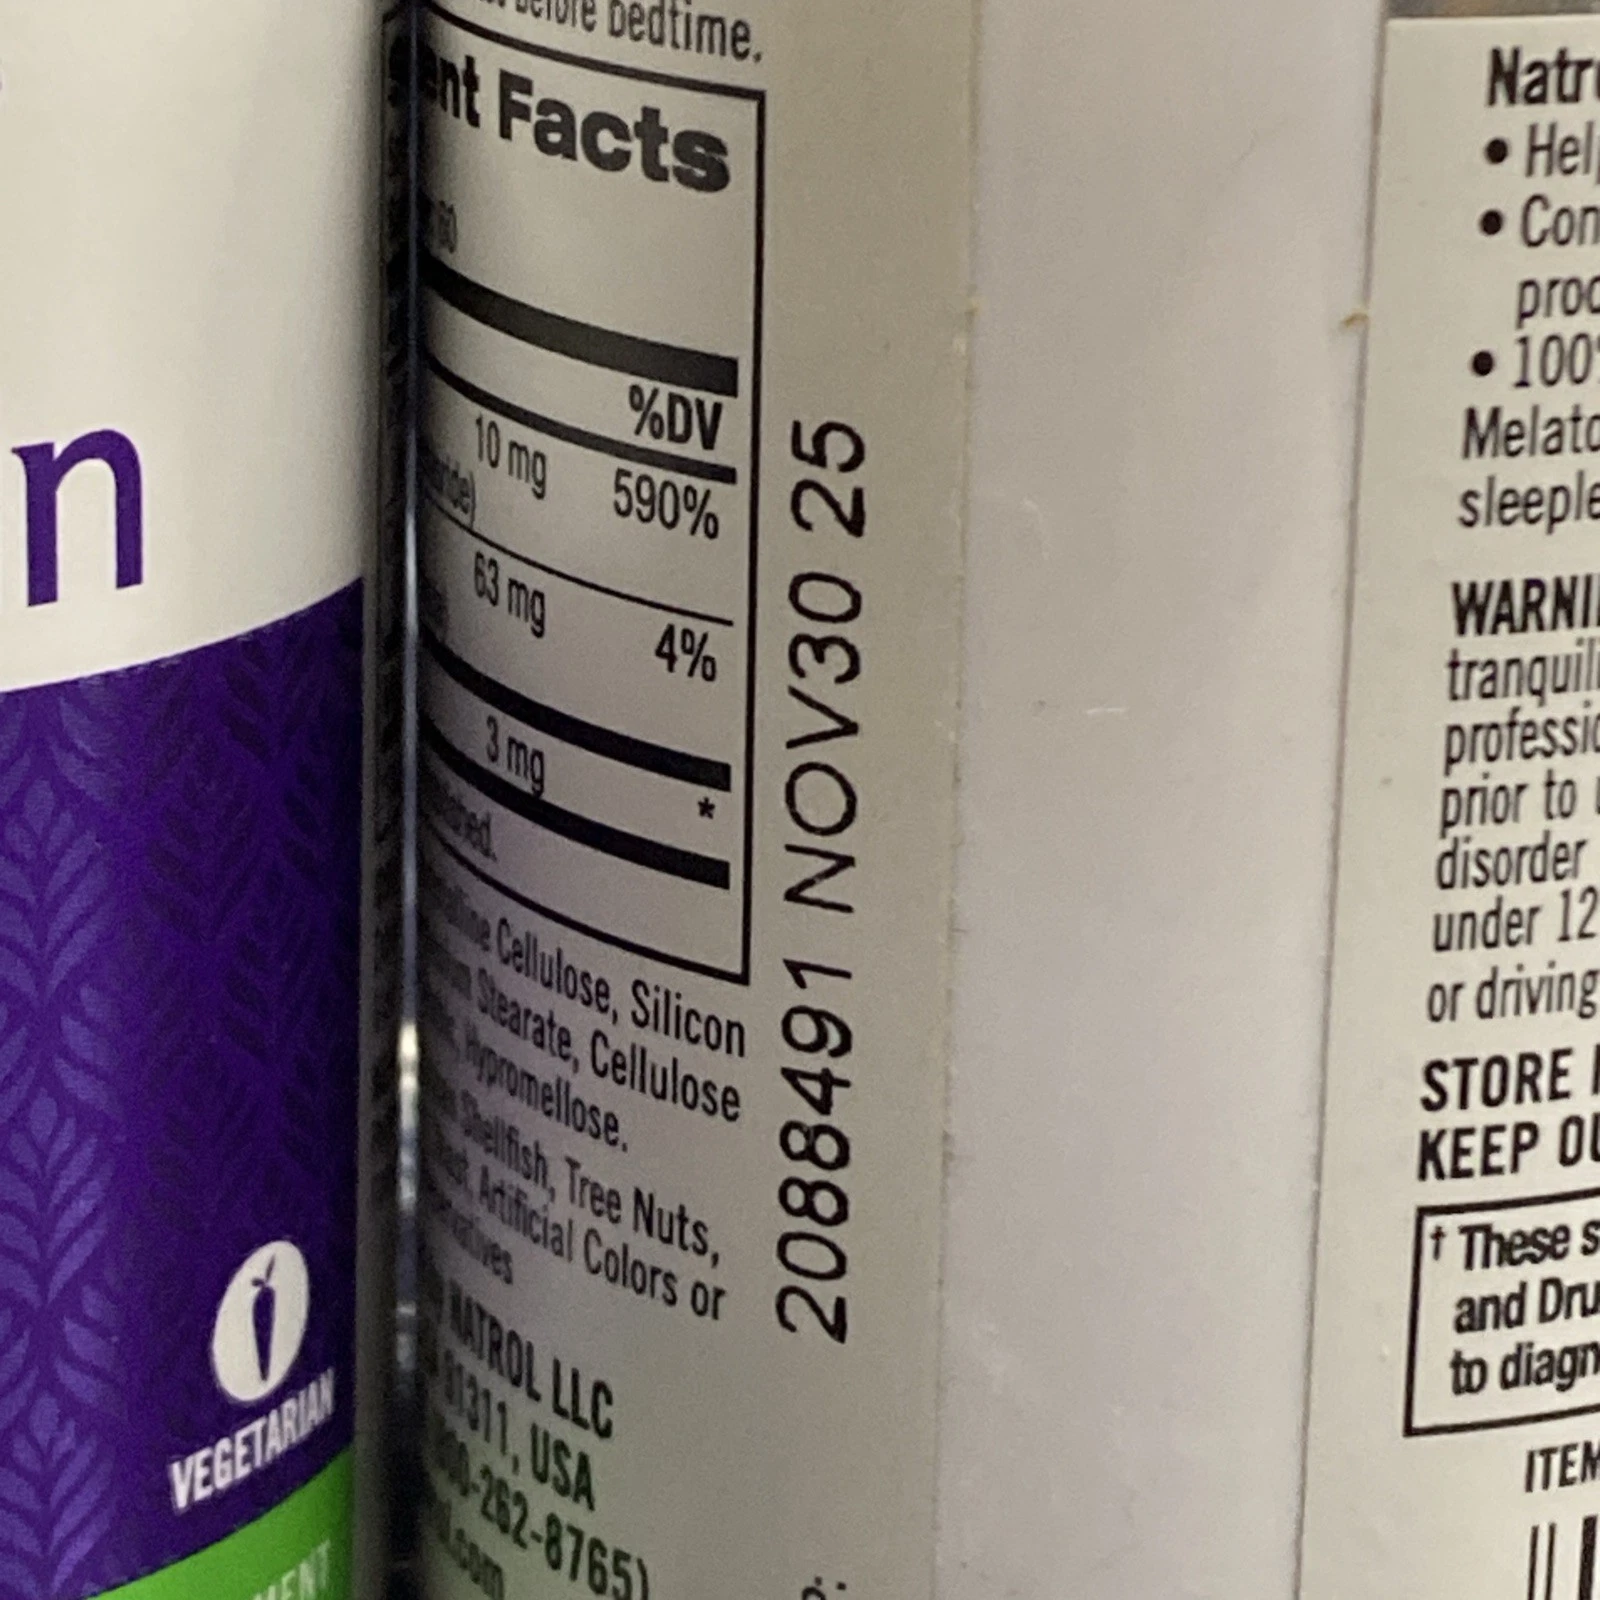 n
VEGETARIAN
before bedtime.
Facts
60
%DV
10 mg 590%
63 mg 4%
3 mg *
Cellulose, Silicon
Stearate, Cellulose
Hypromellose.
Shellfish, Tree Nuts,
Artificial Colors or
NATROL LLC
91311, USA
-262-8765)
.com
2088491 NOV30 25
Natr
• Hel
• Con
proc
• 100
Melato
sleeple
WARNI
tranquili
professio
prior to
disorder
under 12
or driving
STORE
KEEP OU
† These s
and Dru
to diagn
ITEM